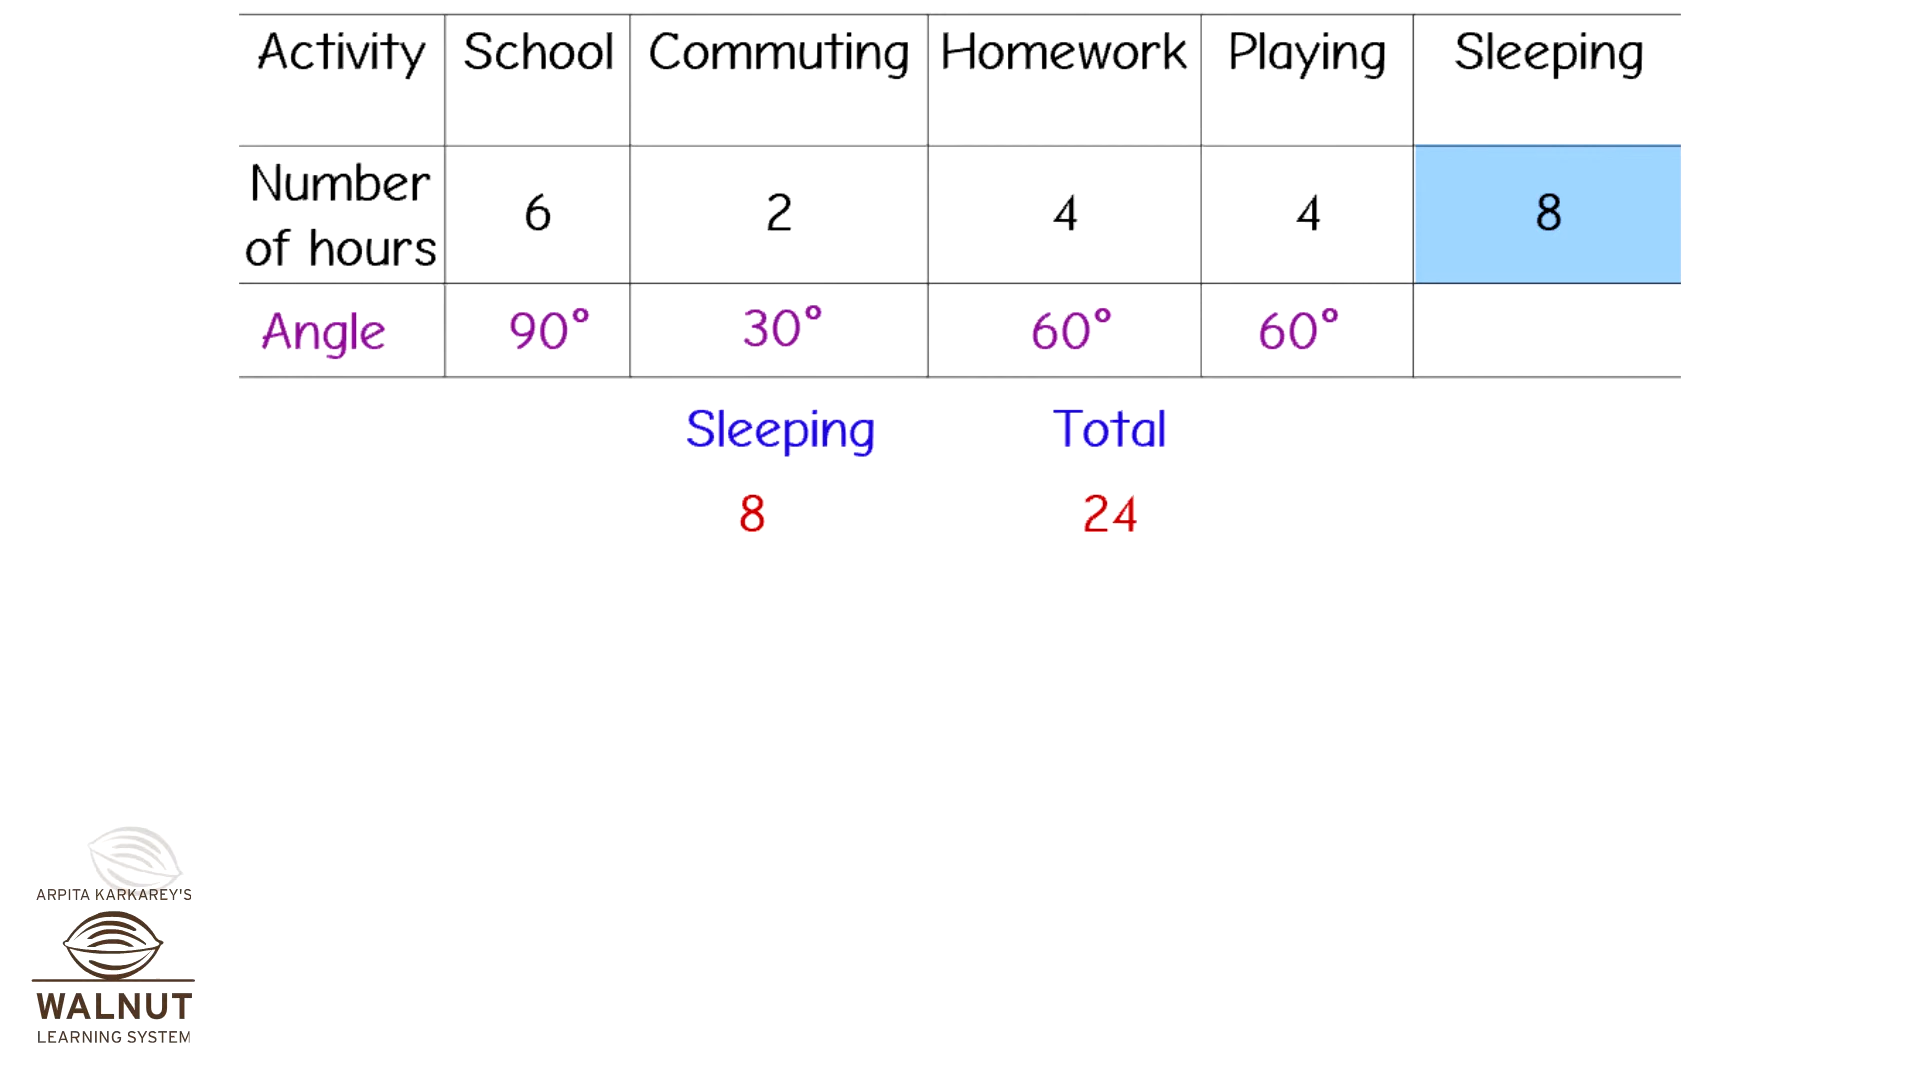 Activity School Commuting Homework Playing Sleeping
Number of hours 6 2 4 4 8
Angle 90° 30° 60° 60°
Sleeping Total
8 24
ARPITA KARKAREY'S
WALNUT
LEARNING SYSTEM